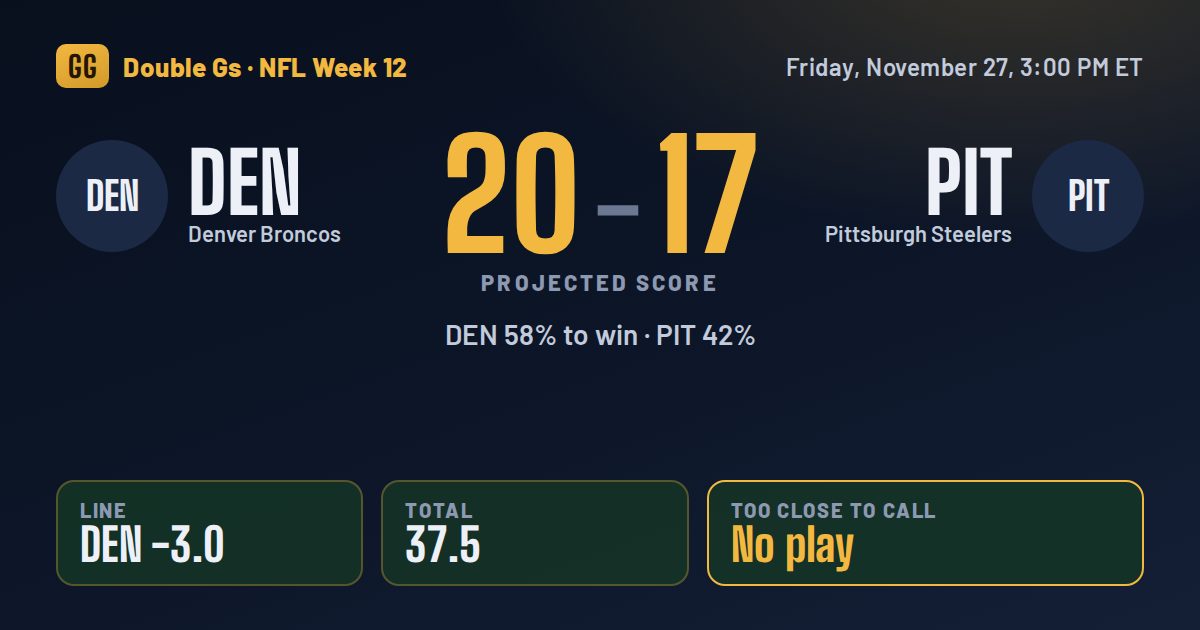 GG Double Gs · NFL Week 12
Friday, November 27, 3:00 PM ET
DEN
DEN
Denver Broncos
20 – 17
PROJECTED SCORE
DEN 58% to win · PIT 42%
PIT
Pittsburgh Steelers
PIT
LINE
DEN −3.0
TOTAL
37.5
TOO CLOSE TO CALL
No play